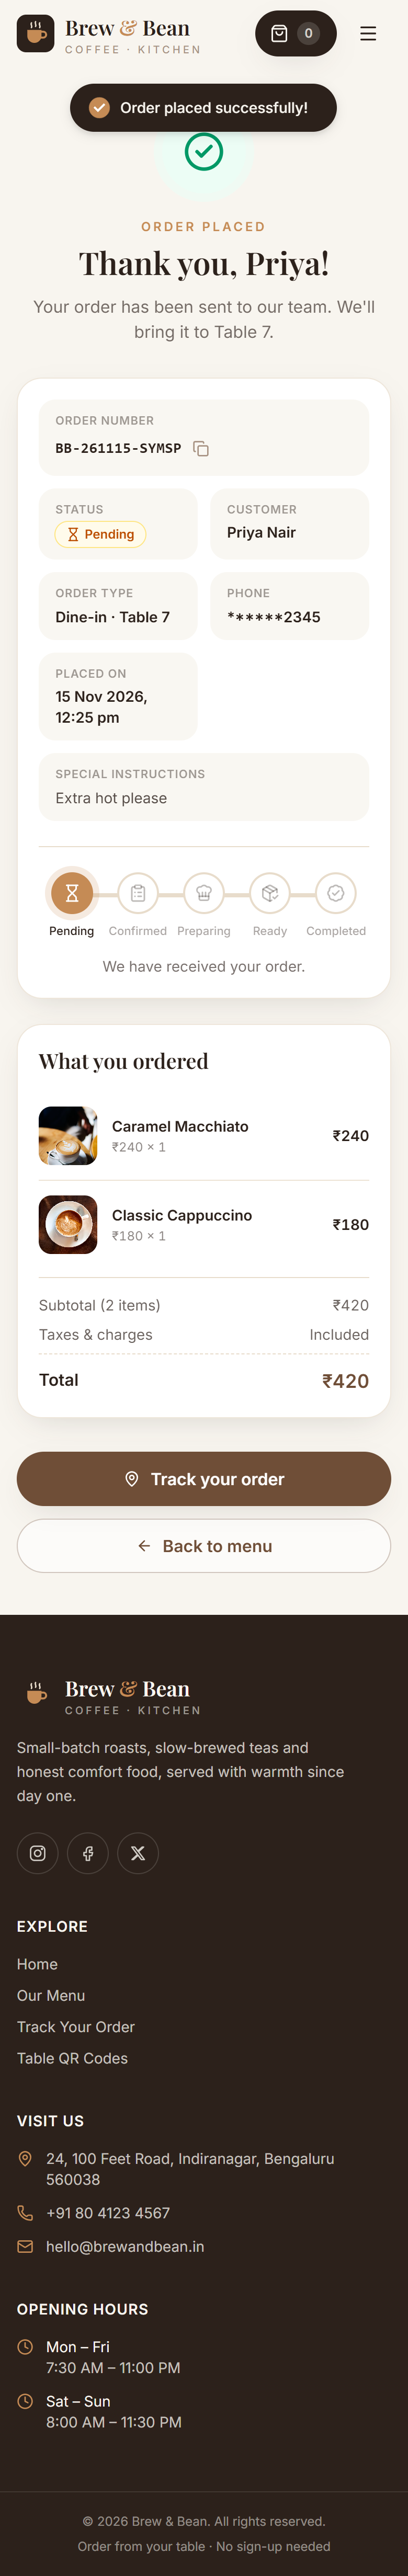 Brew & Bean
COFFEE · KITCHEN
0
Order placed successfully!
ORDER PLACED
Thank you, Priya!
Your order has been sent to our team. We'll
bring it to Table 7.
ORDER NUMBER
BB-261115-SYMSP
STATUS
Pending
CUSTOMER
Priya Nair
ORDER TYPE
Dine-in · Table 7
PHONE
******2345
PLACED ON
15 Nov 2026,
12:25 pm
SPECIAL INSTRUCTIONS
Extra hot please
Pending
Confirmed
Preparing
Ready
Completed
We have received your order.
What you ordered
Caramel Macchiato
₹240 × 1
₹240
Classic Cappuccino
₹180 × 1
₹180
Subtotal (2 items)
₹420
Taxes & charges
Included
Total
₹420
Track your order
Back to menu
Brew & Bean
COFFEE · KITCHEN
Small-batch roasts, slow-brewed teas and
honest comfort food, served with warmth since
day one.
EXPLORE
Home
Our Menu
Track Your Order
Table QR Codes
VISIT US
24, 100 Feet Road, Indiranagar, Bengaluru
560038
+91 80 4123 4567
hello@brewandbean.in
OPENING HOURS
Mon – Fri
7:30 AM – 11:00 PM
Sat – Sun
8:00 AM – 11:30 PM
© 2026 Brew & Bean. All rights reserved.
Order from your table · No sign-up needed